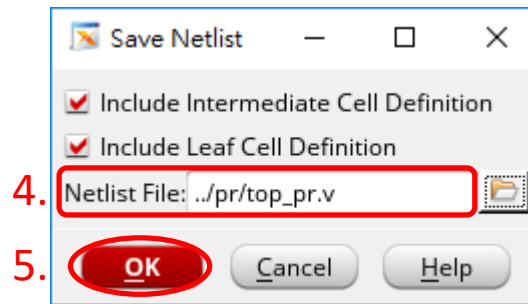 Save Netlist
Include Intermediate Cell Definition
Include Leaf Cell Definition
4. Netlist File: ../pr/top_pr.v
5. OK Cancel Help